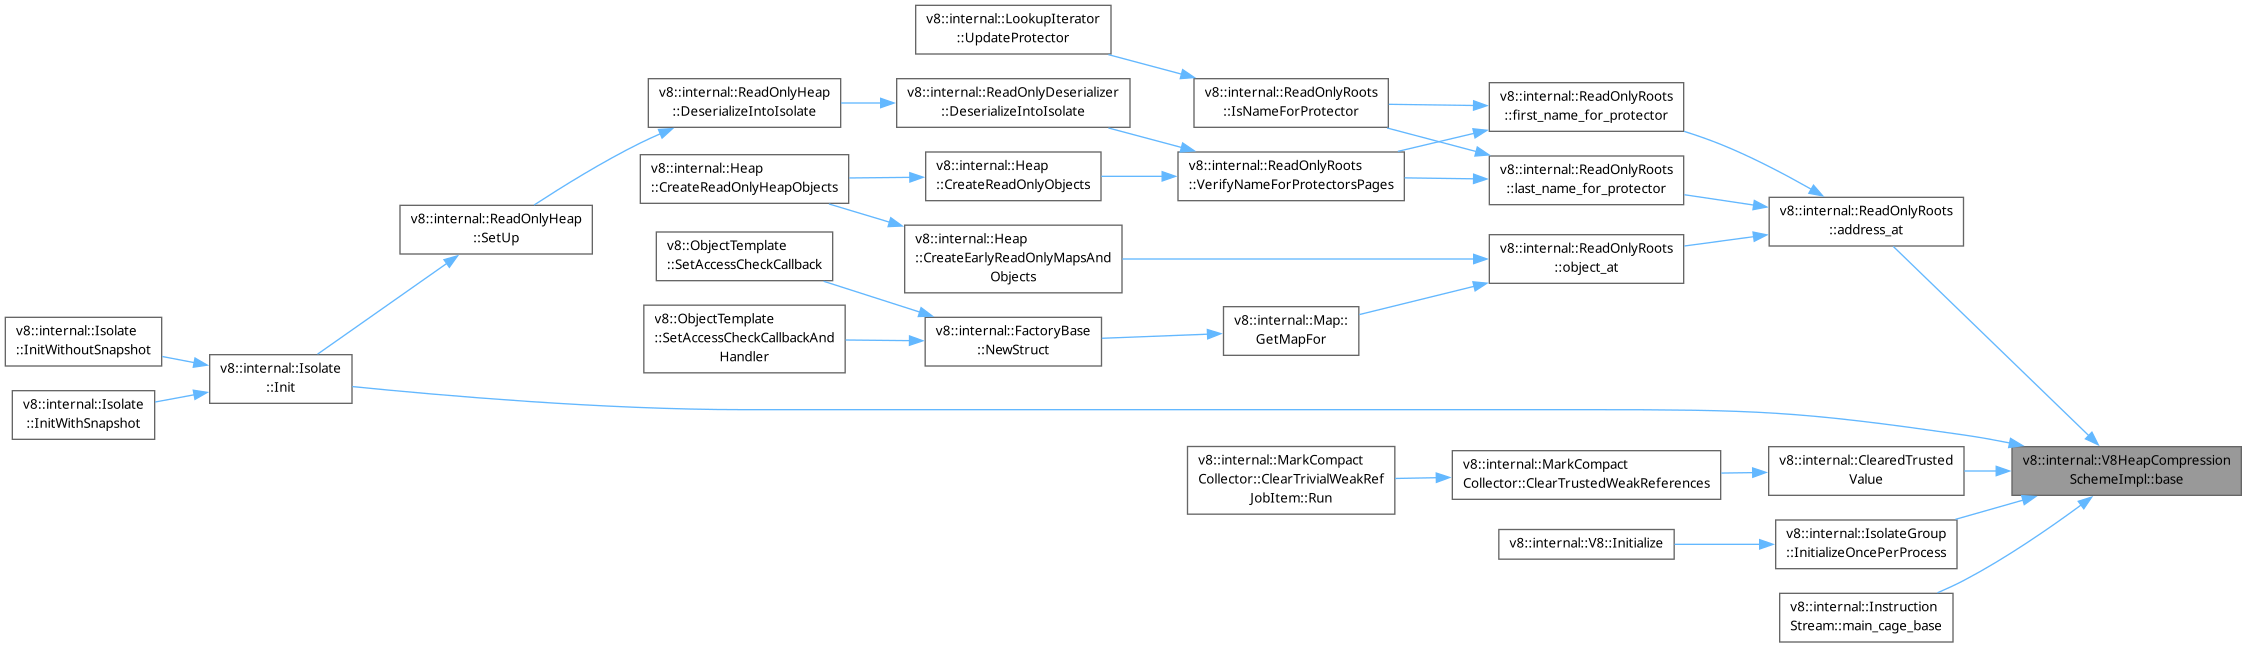 v8::internal::LookupIterator
::UpdateProtector
v8::internal::ReadOnlyHeap
::DeserializeIntoIsolate
v8::internal::ReadOnlyDeserializer
::DeserializeIntoIsolate
v8::internal::ReadOnlyRoots
::IsNameForProtector
v8::internal::ReadOnlyRoots
::first_name_for_protector
v8::internal::Heap
::CreateReadOnlyHeapObjects
v8::internal::Heap
::CreateReadOnlyObjects
v8::internal::ReadOnlyRoots
::VerifyNameForProtectorsPages
v8::internal::ReadOnlyRoots
::last_name_for_protector
v8::internal::ReadOnlyHeap
::SetUp
v8::ObjectTemplate
::SetAccessCheckCallback
v8::internal::Heap
::CreateEarlyReadOnlyMapsAnd
Objects
v8::internal::ReadOnlyRoots
::object_at
v8::internal::ReadOnlyRoots
::address_at
v8::internal::Isolate
::InitWithoutSnapshot
v8::ObjectTemplate
::SetAccessCheckCallbackAnd
Handler
v8::internal::FactoryBase
::NewStruct
v8::internal::Map::
GetMapFor
v8::internal::Isolate
::Init
v8::internal::Isolate
::InitWithSnapshot
v8::internal::MarkCompact
Collector::ClearTrivialWeakRef
JobItem::Run
v8::internal::MarkCompact
Collector::ClearTrustedWeakReferences
v8::internal::ClearedTrusted
Value
v8::internal::V8HeapCompression
SchemeImpl::base
v8::internal::V8::Initialize
v8::internal::IsolateGroup
::InitializeOncePerProcess
v8::internal::Instruction
Stream::main_cage_base